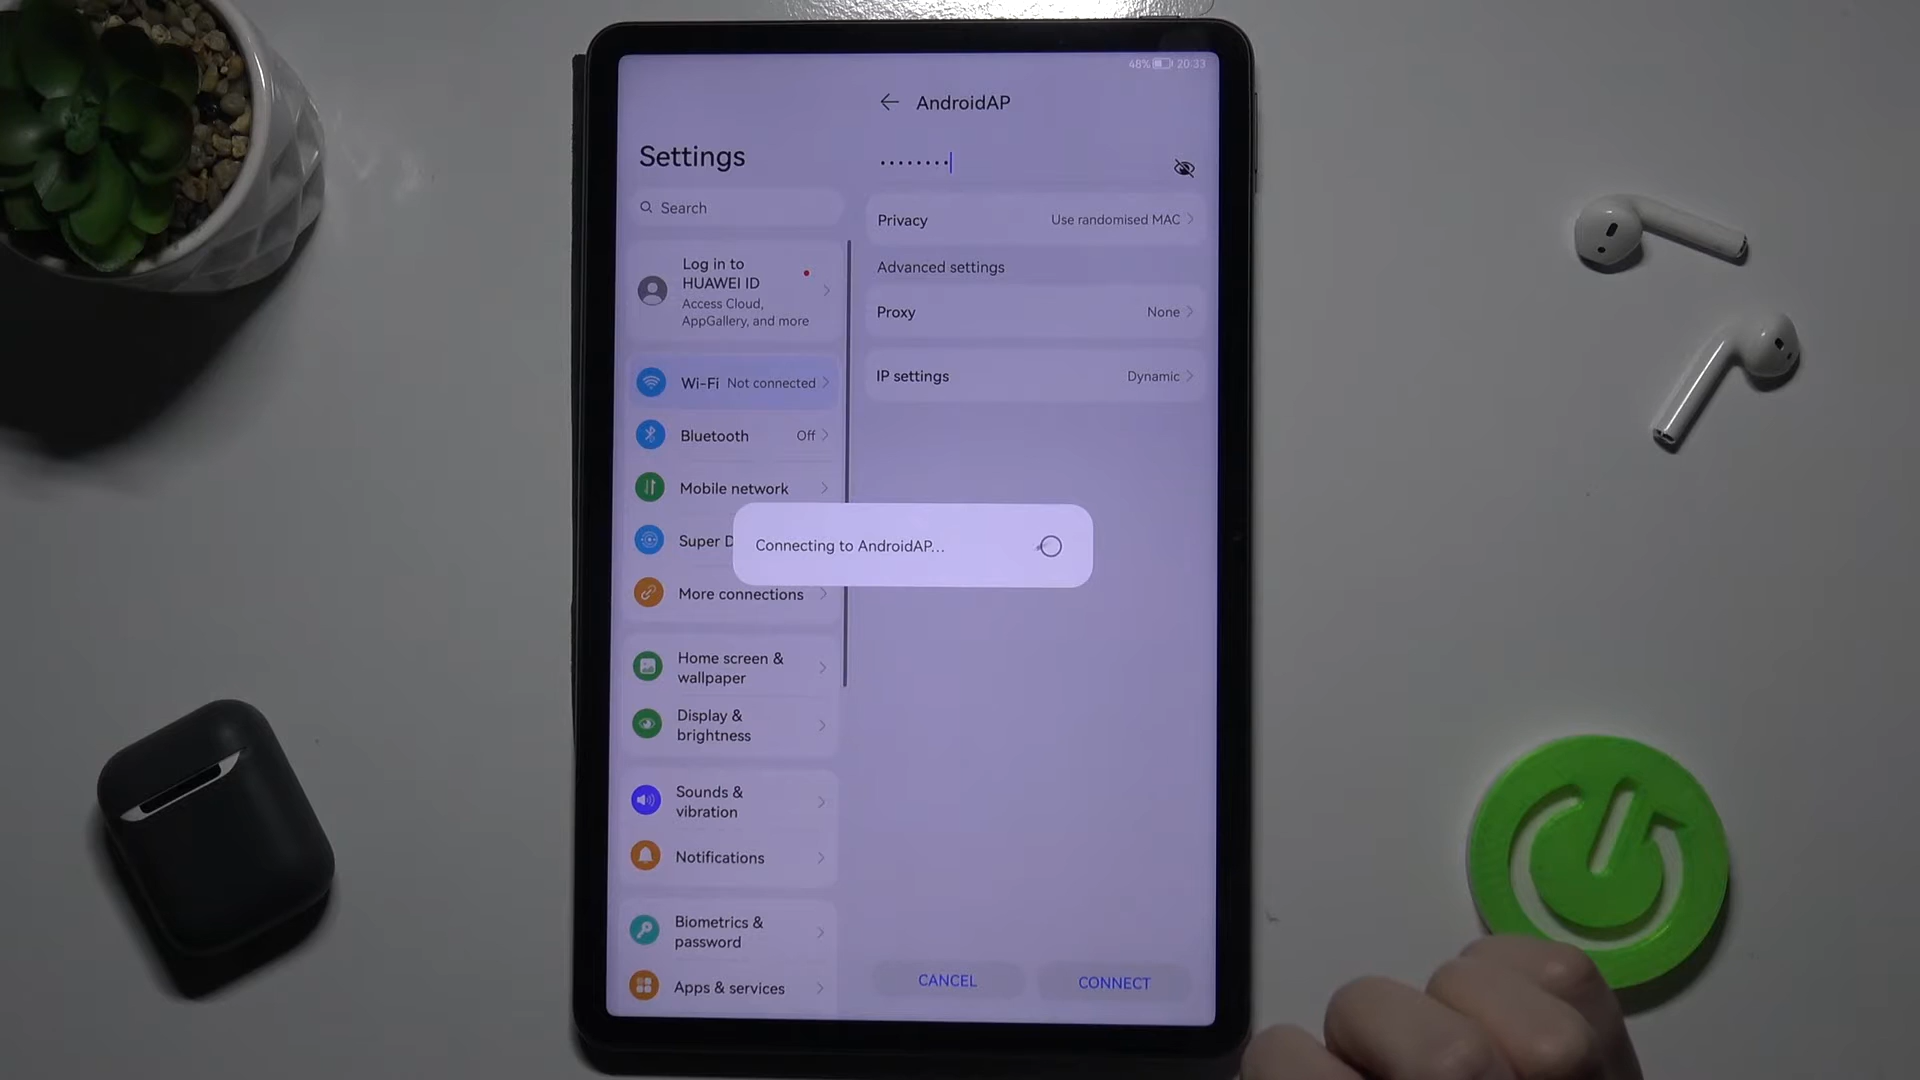 48% 20:33
AndroidAP
Settings
••••••••
Search
Privacy Use randomised MAC
Advanced settings
Log in to
HUAWEI ID
Access Cloud,
AppGallery, and more
Proxy None
Wi-Fi Not connected
IP settings Dynamic
Bluetooth Off
Mobile network
Super D
Connecting to AndroidAP...
More connections
Home screen &
wallpaper
Display &
brightness
Sounds &
vibration
Notifications
Biometrics &
password
Apps & services
CANCEL CONNECT